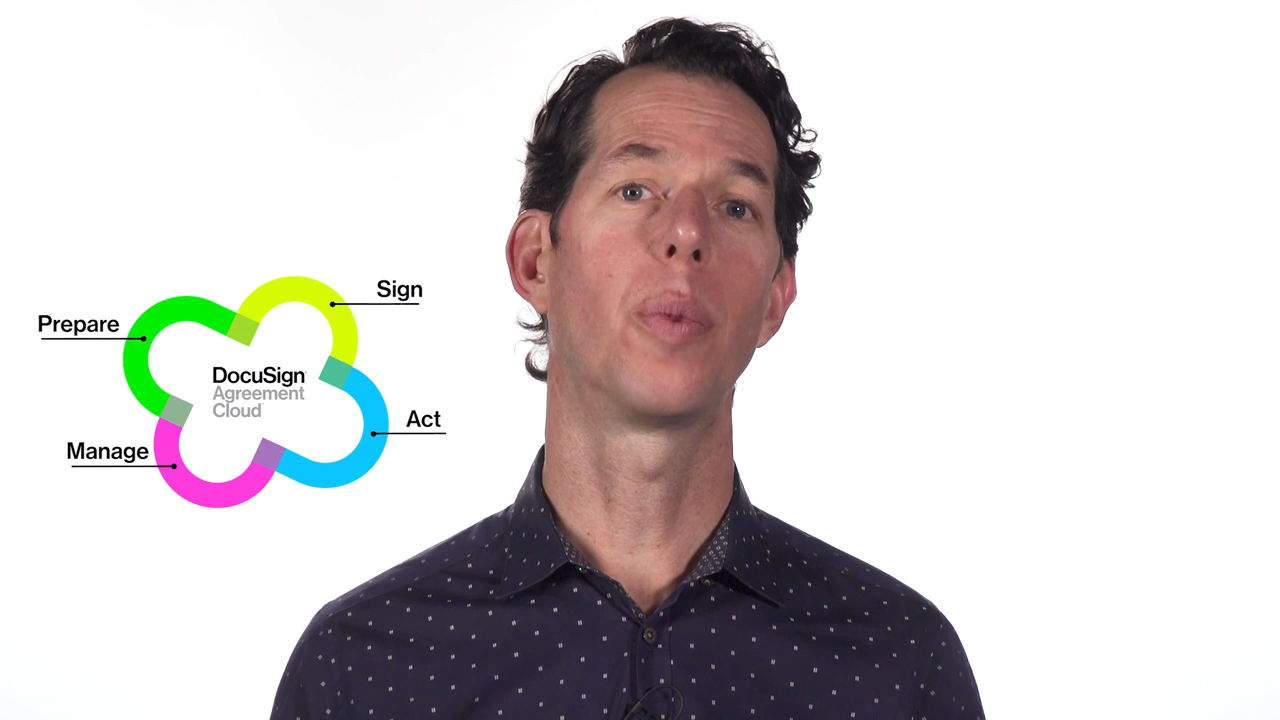 Sign
Prepare
DocuSign
Agreement
Cloud
Act
Manage